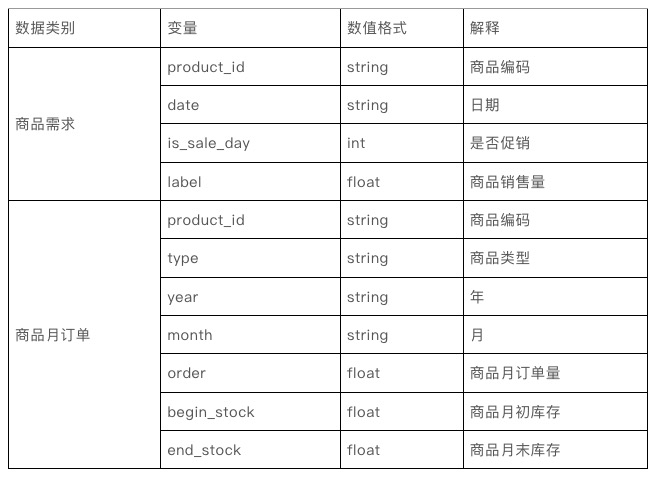 数据类别 变量 数值格式 解释
商品需求 product_id string 商品编码
date string 日期
is_sale_day int 是否促销
label float 商品销售量
商品月订单 product_id string 商品编码
type string 商品类型
year string 年
month string 月
order float 商品月订单量
begin_stock float 商品月初库存
end_stock float 商品月末库存